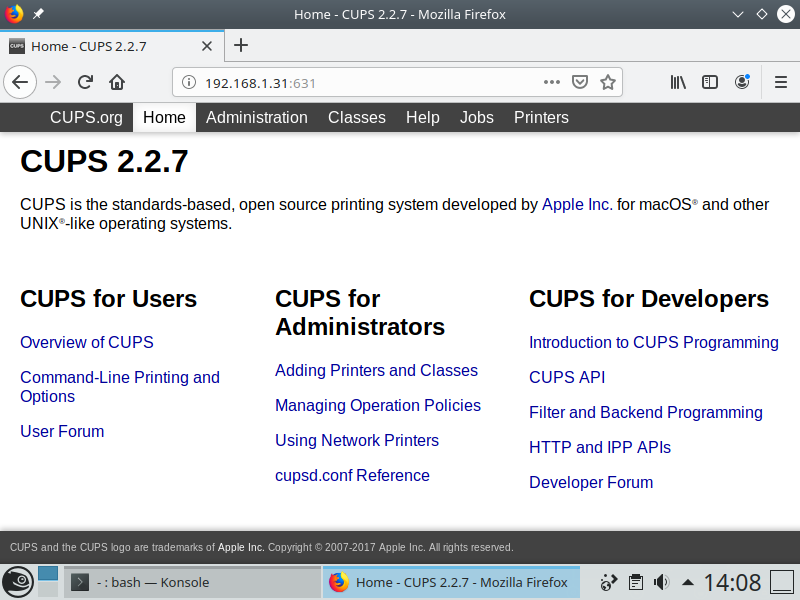 Home - CUPS 2.2.7 - Mozilla Firefox
CUPS Home - CUPS 2.2.7
192.168.1.31:631
CUPS.org Home Administration Classes Help Jobs Printers
CUPS 2.2.7
CUPS is the standards-based, open source printing system developed by Apple Inc. for macOS® and other
UNIX®-like operating systems.
CUPS for Users
Overview of CUPS
Command-Line Printing and
Options
User Forum
CUPS for
Administrators
Adding Printers and Classes
Managing Operation Policies
Using Network Printers
cupsd.conf Reference
CUPS for Developers
Introduction to CUPS Programming
CUPS API
Filter and Backend Programming
HTTP and IPP APIs
Developer Forum
CUPS and the CUPS logo are trademarks of Apple Inc. Copyright © 2007-2017 Apple Inc. All rights reserved.
- : bash — Konsole
Home - CUPS 2.2.7 - Mozilla Firefox
14:08